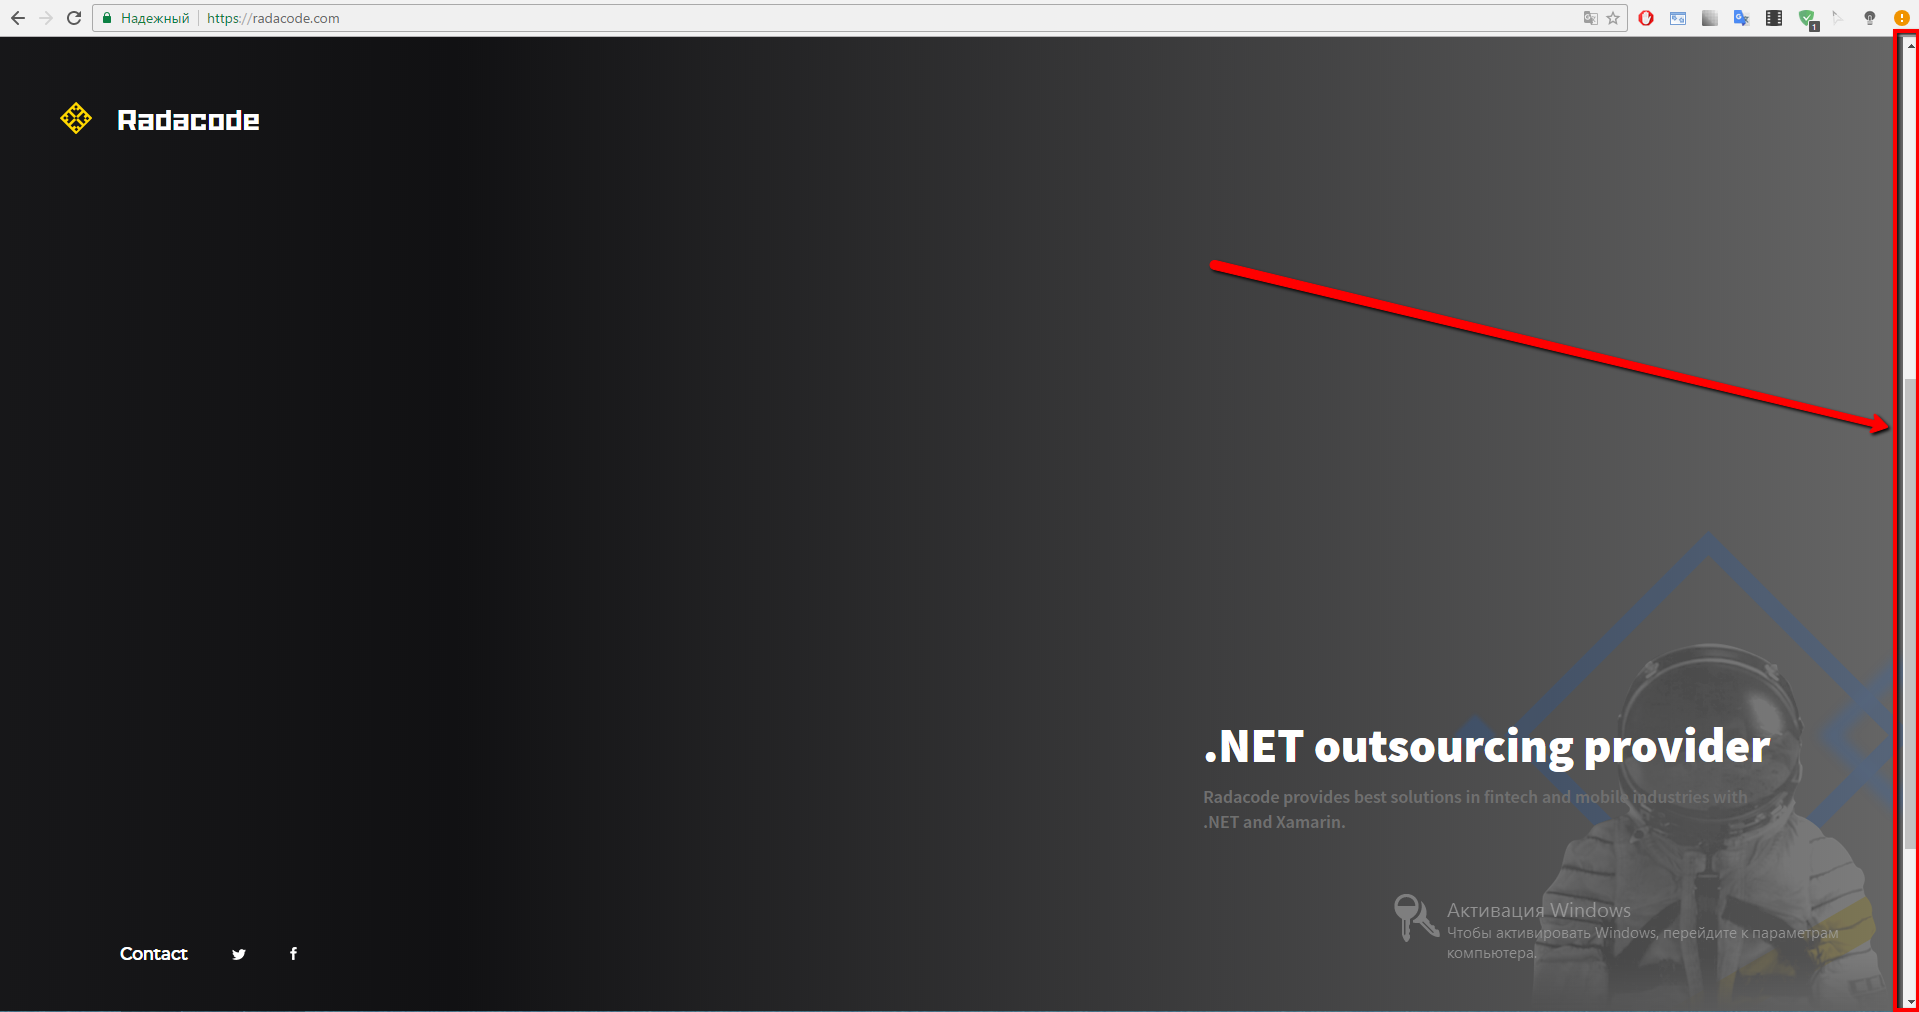 Надежный
https://radacode.com
1
Radacode
.NET outsourcing provider
Radacode provides best solutions in fintech and mobile industries with
.NET and Xamarin.
Активация Windows
Чтобы активировать Windows, перейдите к параметрам
компьютера.
Contact